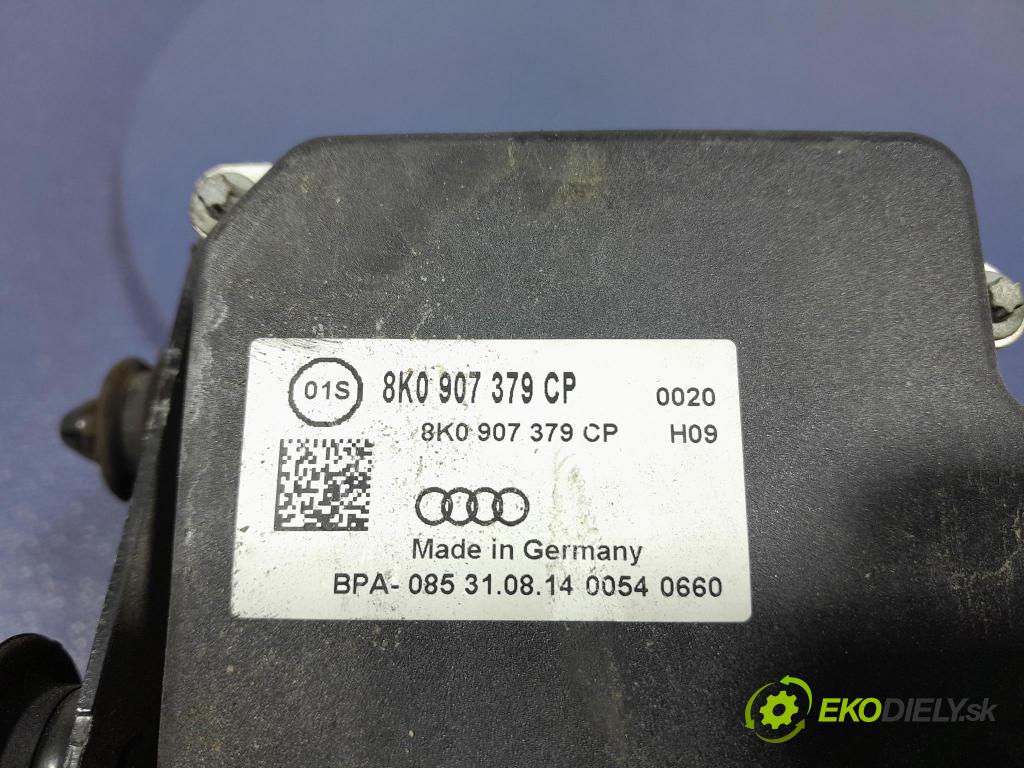 01S 8K0 907 379 CP 0020
8K0 907 379 CP H09
Made in Germany
BPA- 085 31.08.14 0054 0660
EKODIELY.sk